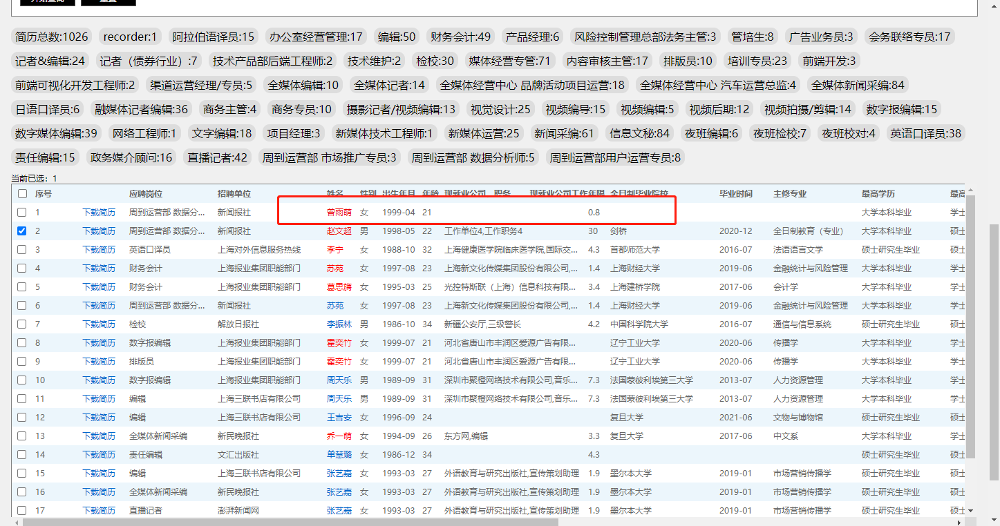 开始查询 重置
简历总数:1026 recorder:1 阿拉伯语译员:15 办公室经营管理:17 编辑:50 财务会计:49 产品经理:6 风险控制管理总部法务主管:3 管培生:8 广告业务员:3 会务联络专员:17
记者&编辑:24 记者（债券行业）:7 技术产品部后端工程师:2 技术维护:2 检校:30 媒体经营专管:71 内容审核主管:17 排版员:10 培训专员:23 前端开发:3
前端可视化开发工程师:2 渠道运营经理/专员:5 全媒体编辑:10 全媒体记者:14 全媒体经营中心 品牌活动项目运营:18 全媒体经营中心 汽车运营总监:4 全媒体新闻采编:84
日语口译员:6 融媒体记者编辑:36 商务主管:4 商务专员:10 摄影记者/视频编辑:13 视觉设计:25 视频编导:15 视频编辑:5 视频后期:12 视频拍摄/剪辑:14 数字报编辑:15
数字媒体编辑:39 网络工程师:1 文字编辑:18 项目经理:3 新媒体技术工程师:1 新媒体运营:25 新闻采编:61 信息文秘:84 夜班编辑:6 夜班检校:7 夜班校对:4 英语口译员:38
责任编辑:15 政务媒介顾问:16 直播记者:42 周到运营部 市场推广专员:3 周到运营部 数据分析师:5 周到运营部用户运营专员:8
当前已选：1
序号 应聘岗位 招聘单位 姓名 性别 出生年月 年龄 现就业公司 职务 现就业公司工作年限 全日制毕业院校 毕业时间 主修专业 最高学历 最高
1 下载简历 周到运营部 数据分... 新闻报社 曾雨萌 女 1999-04 21 0.8 大学本科毕业 学士
2 下载简历 周到运营部 数据分... 新闻报社 赵文超 男 1998-05 22 工作单位4,工作职务4 30 剑桥 2020-12 全日制教育（专业） 大学本科毕业 硕士
3 下载简历 英语口译员 上海对外信息服务热线 李宁 女 1988-10 32 上海健康医学院临床医学院,国际交... 4.3 首都师范大学 2016-07 法语语言文学 硕士研究生毕业 硕士
4 下载简历 财务会计 上海报业集团职能部门 苏苑 女 1997-08 23 上海新文化传媒集团股份有限公司,... 1.4 上海财经大学 2019-06 金融统计与风险管理 大学本科毕业 学士
5 下载简历 财务会计 上海报业集团职能部门 葛思旖 女 1995-03 25 光控特斯联（上海）信息科技有限... 3.4 上海建桥学院 2017-06 会计学 大学本科毕业 学士
6 下载简历 周到运营部 数据分... 新闻报社 苏苑 女 1997-08 23 上海新文化传媒集团股份有限公司,... 1.4 上海财经大学 2019-06 金融统计与风险管理 大学本科毕业 学士
7 下载简历 检校 解放日报社 李振林 男 1986-10 34 新疆公安厅,三级警长 4.2 中国科学院大学 2016-07 通信与信息系统 硕士研究生毕业 硕士
8 下载简历 数字报编辑 上海报业集团职能部门 霍奕竹 女 1999-07 21 河北省唐山市丰润区爱源广告有限... 辽宁工业大学 2020-06 传播学 大学本科毕业 学士
9 下载简历 排版员 上海报业集团职能部门 霍奕竹 女 1999-07 21 河北省唐山市丰润区爱源广告有限... 辽宁工业大学 2020-06 传播学 大学本科毕业 学士
10 下载简历 数字报编辑 上海报业集团职能部门 周天乐 男 1989-09 31 深圳市聚橙网络技术有限公司,音乐... 7.3 法国蒙彼利埃第三大学 2013-07 人力资源管理 大学本科毕业 学士
11 下载简历 编辑 上海三联书店有限公司 周天乐 男 1989-09 31 深圳市聚橙网络技术有限公司,音乐... 7.3 法国蒙彼利埃第三大学 2013-07 人力资源管理 大学本科毕业 学士
12 下载简历 编辑 上海三联书店有限公司 王吉安 女 1996-09 24 复旦大学 2021-06 文物与博物馆 硕士研究生毕业 硕士
13 下载简历 全媒体新闻采编 新民晚报社 乔一萌 女 1994-09 26 东方网,编辑 3.3 复旦大学 2017-06 中文系 大学本科毕业 学士
14 下载简历 责任编辑 文汇出版社 单慧璐 女 1986-12 34 4.3 硕士研究生毕业 硕士
15 下载简历 编辑 上海三联书店有限公司 张艺嘉 女 1993-03 27 外语教育与研究出版社,宣传策划助理 1.9 墨尔本大学 2019-01 市场营销传播学 硕士研究生毕业 硕士
16 下载简历 全媒体新闻采编 新民晚报社 张艺嘉 女 1993-03 27 外语教育与研究出版社,宣传策划助理 1.9 墨尔本大学 2019-01 市场营销传播学 硕士研究生毕业 硕士
17 下载简历 直播记者 澎湃新闻网 张艺嘉 女 1993-03 27 外语教育与研究出版社,宣传策划助理 1.9 墨尔本大学 2019-01 市场营销传播学 硕士研究生毕业 硕士